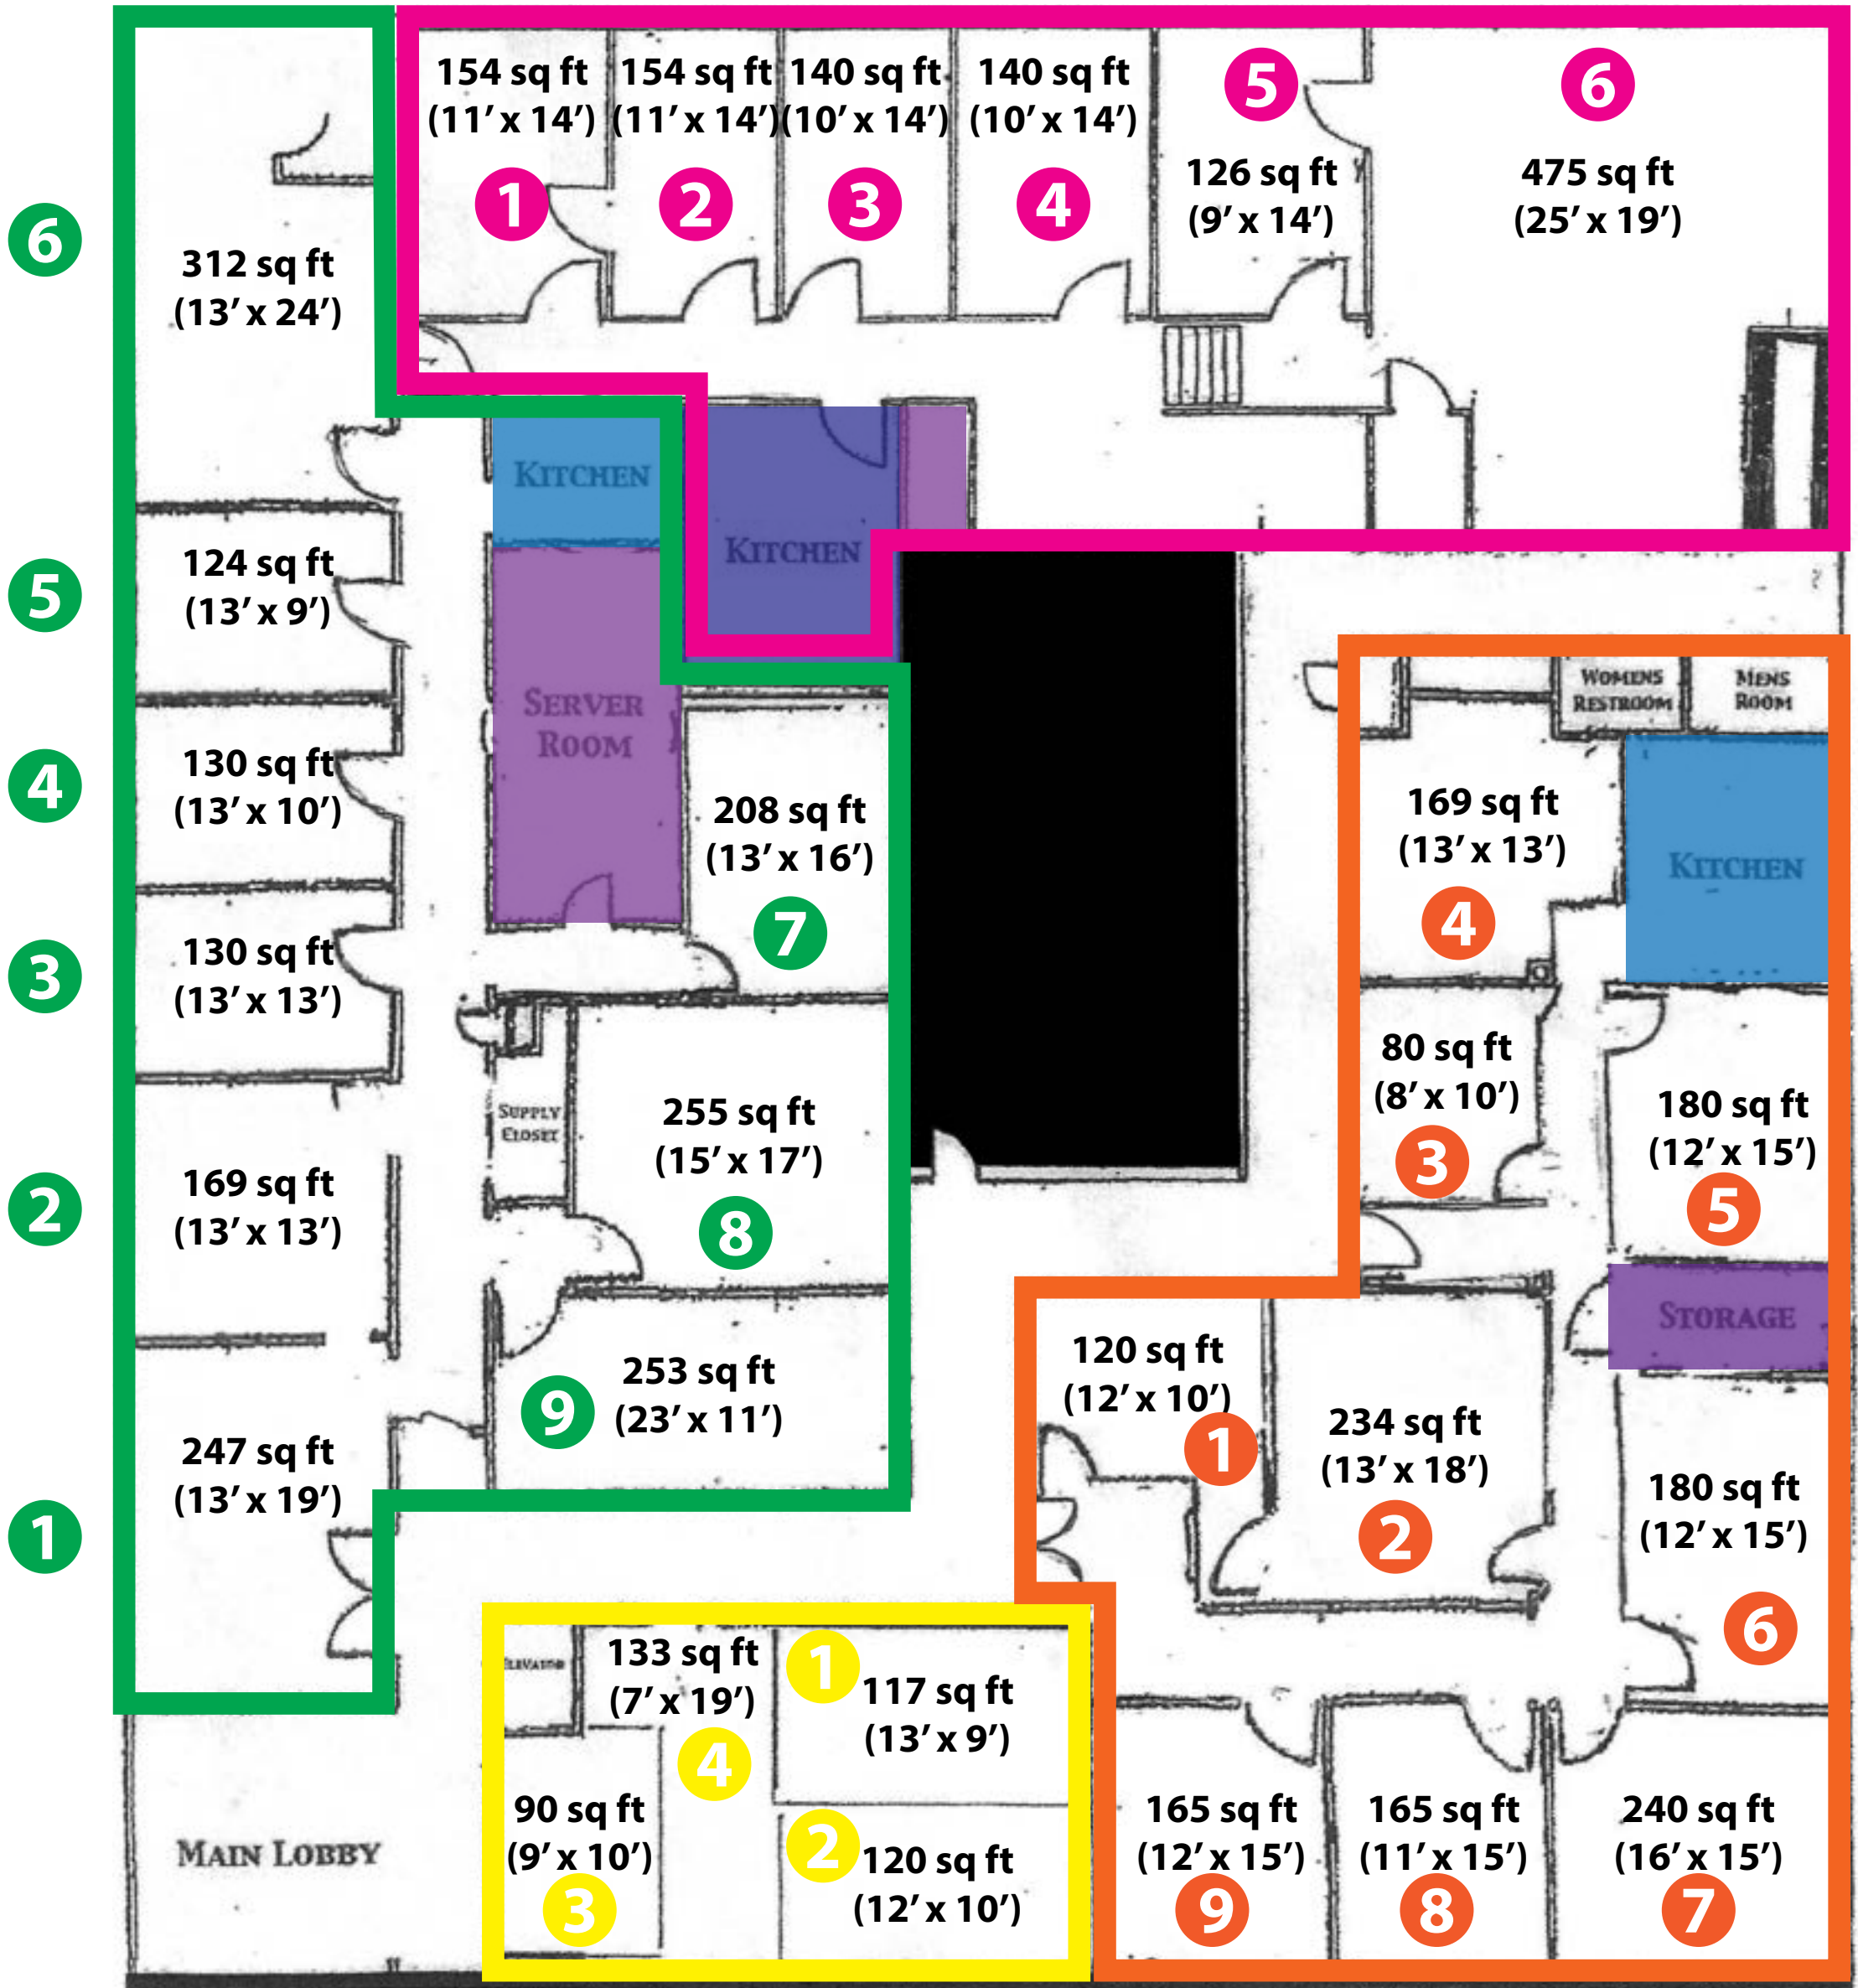 154 sq ft
(11’ x 14’)
1
154 sq ft
(11’ x 14’)
2
140 sq ft
(10’ x 14’)
3
140 sq ft
(10’ x 14’)
4
5
126 sq ft
(9’ x 14’)
6
475 sq ft
(25’ x 19’)
6
312 sq ft
(13’ x 24’)
KITCHEN
KITCHEN
5
124 sq ft
(13’ x 9’)
4
130 sq ft
(13’ x 10’)
SERVER
ROOM
208 sq ft
(13’ x 16’)
7
3
130 sq ft
(13’ x 13’)
SUPPLY
CLOSET
255 sq ft
(15’ x 17’)
8
2
169 sq ft
(13’ x 13’)
9
253 sq ft
(23’ x 11’)
1
247 sq ft
(13’ x 19’)
WOMENS
RESTROOM
MENS
ROOM
169 sq ft
(13’ x 13’)
4
KITCHEN
80 sq ft
(8’ x 10’)
3
180 sq ft
(12’ x 15’)
5
STORAGE
120 sq ft
(12’ x 10’)
1
234 sq ft
(13’ x 18’)
2
180 sq ft
(12’ x 15’)
6
ELEVATOR
133 sq ft
(7’ x 19’)
4
1
117 sq ft
(13’ x 9’)
90 sq ft
(9’ x 10’)
3
2
120 sq ft
(12’ x 10’)
165 sq ft
(12’ x 15’)
9
165 sq ft
(11’ x 15’)
8
240 sq ft
(16’ x 15’)
7
MAIN LOBBY